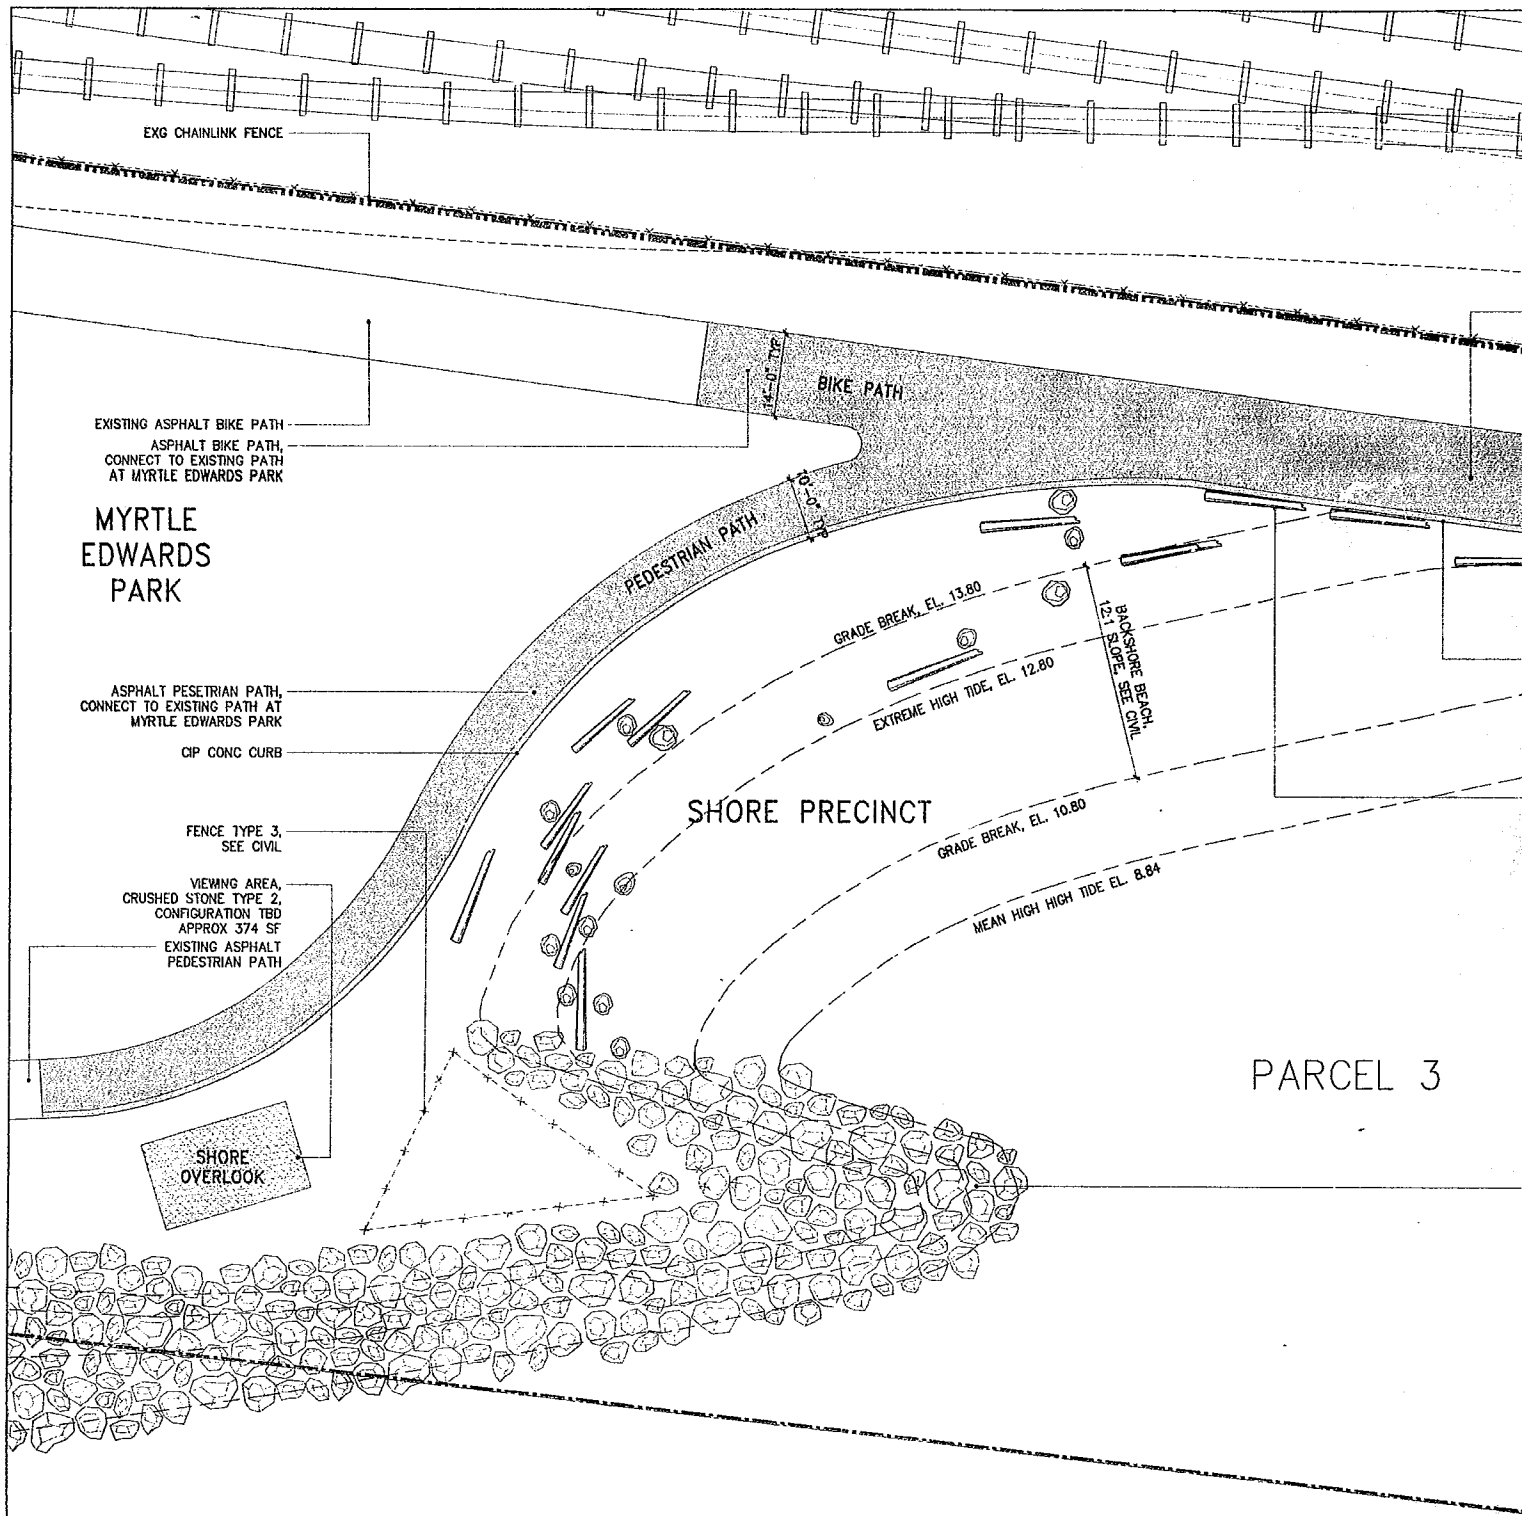 EXG CHAINLINK FENCE
14'-0" TYP
BIKE PATH
EXISTING ASPHALT BIKE PATH
ASPHALT BIKE PATH,
CONNECT TO EXISTING PATH
AT MYRTLE EDWARDS PARK
10'-0" TYP
MYRTLE
EDWARDS
PARK
PEDESTRIAN PATH
GRADE BREAK, EL. 13.80
BACKSHORE BEACH,
12:1 SLOPE, SEE CIVIL
EXTREME HIGH TIDE, EL. 12.80
ASPHALT PESETRIAN PATH,
CONNECT TO EXISTING PATH AT
MYRTLE EDWARDS PARK
CIP CONC CURB
SHORE PRECINCT
GRADE BREAK, EL. 10.80
FENCE TYPE 3,
SEE CIVIL
MEAN HIGH HIGH TIDE EL. 8.84
VIEWING AREA,
CRUSHED STONE TYPE 2,
CONFIGURATION TBD
APPROX 374 SF
EXISTING ASPHALT
PEDESTRIAN PATH
PARCEL 3
SHORE
OVERLOOK